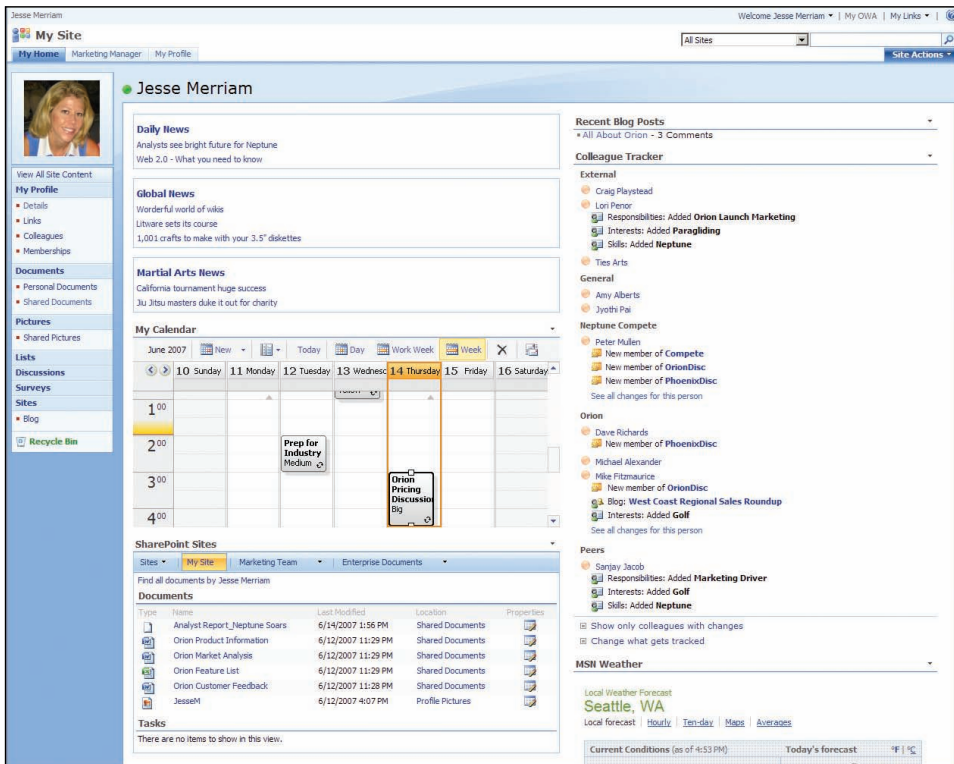 Jesse Merriam
Welcome Jesse Merriam | My OWA | My Links |
My Site
All Sites
My Home Marketing Manager My Profile
Site Actions
Jesse Merriam
View All Site Content
My Profile
Details
Links
Colleagues
Memberships
Documents
Personal Documents
Shared Documents
Pictures
Shared Pictures
Lists
Discussions
Surveys
Sites
Blog
Recycle Bin
Daily News
Analysts see bright future for Neptune
Web 2.0 - What you need to know
Global News
Worderful world of wikis
Litware sets its course
1,001 crafts to make with your 3.5" diskettes
Martial Arts News
California tournament huge success
Jiu Jitsu masters duke it out for charity
My Calendar
June 2007 New Today Day Work Week Week
10 Sunday 11 Monday 12 Tuesday 13 Wednesc 14 Thursday 15 Friday 16 Saturday
1 00
2 00
Prep for
Industry
Medium
3 00
Orion
Pricing
Discussion
Big
4 00
SharePoint Sites
Sites My Site Marketing Team Enterprise Documents
Find all documents by Jesse Merriam
Documents
Type Name Last Modified Location Properties
Analyst Report_Neptune Soars 6/14/2007 1:56 PM Shared Documents
Orion Product Information 6/12/2007 11:29 PM Shared Documents
Orion Market Analysis 6/12/2007 11:29 PM Shared Documents
Orion Feature List 6/12/2007 11:29 PM Shared Documents
Orion Customer Feedback 6/12/2007 11:28 PM Shared Documents
JesseM 6/12/2007 4:07 PM Profile Pictures
Tasks
There are no items to show in this view.
Recent Blog Posts
All About Orion - 3 Comments
Colleague Tracker
External
Craig Playstead
Lori Penor
Responsibilities: Added Orion Launch Marketing
Interests: Added Paragliding
Skills: Added Neptune
Ties Arts
General
Amy Alberts
Jyothi Pai
Neptune Compete
Peter Mullen
New member of Compete
New member of OrionDisc
New member of PhoenixDisc
See all changes for this person
Orion
Dave Richards
New member of PhoenixDisc
Michael Alexander
Mike Fitzmaurice
New member of OrionDisc
Blog: West Coast Regional Sales Roundup
Interests: Added Golf
See all changes for this person
Peers
Sanjay Jacob
Responsibilities: Added Marketing Driver
Interests: Added Golf
Skills: Added Neptune
Show only colleagues with changes
Change what gets tracked
MSN Weather
Local Weather Forecast
Seattle, WA
Local forecast | Hourly Ten-day Maps Averages
Current Conditions (as of 4:53 PM) Today's forecast °F | °C